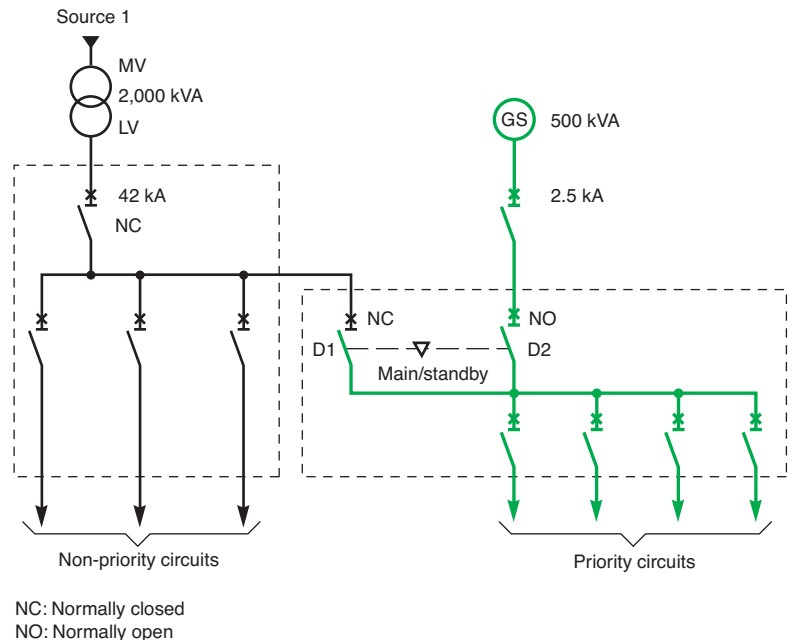 Source 1
MV
2,000 kVA
LV
GS
500 kVA
42 kA
2.5 kA
NC
NC
NO
D1
D2
Main/standby
Non-priority circuits
Priority circuits
NC: Normally closed
NO: Normally open